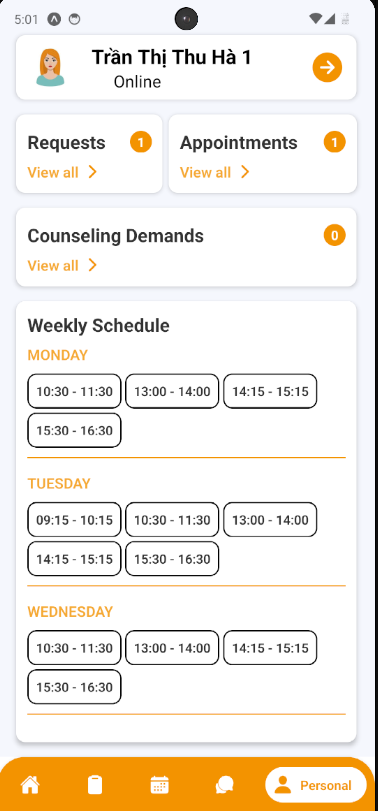 5:01
Trần Thị Thu Hà 1
Online
Requests 1
View all
Appointments 1
View all
Counseling Demands 0
View all
Weekly Schedule
MONDAY
10:30 - 11:30 13:00 - 14:00 14:15 - 15:15
15:30 - 16:30
TUESDAY
09:15 - 10:15 10:30 - 11:30 13:00 - 14:00
14:15 - 15:15 15:30 - 16:30
WEDNESDAY
10:30 - 11:30 13:00 - 14:00 14:15 - 15:15
15:30 - 16:30
Personal